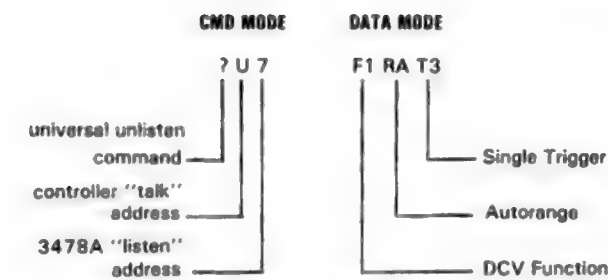 CMD MODE DATA MODE
? U 7 F1 RA T3
universal unlisten
command
controller "talk"
address
3478A "listen"
address
Single Trigger
Autorange
DCV Function